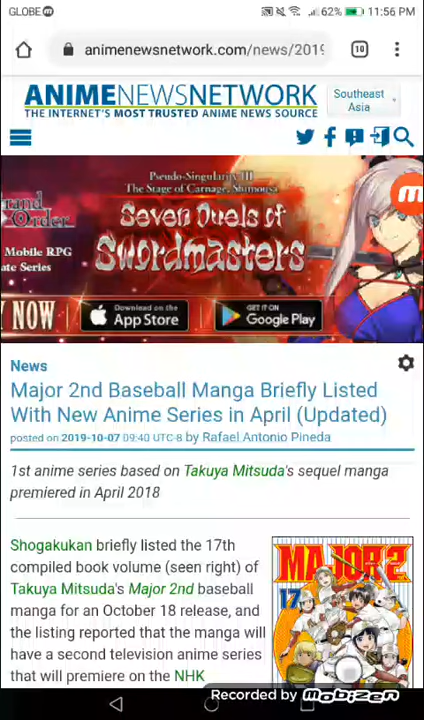 GLOBE
62% 11:56 PM
animenewsnetwork.com/news/2019
10
ANIMENEWSNETWORK
THE INTERNET'S MOST TRUSTED ANIME NEWS SOURCE
Southeast
Asia
Pseudo-Singularity III
The Stage of Carnage, Shimousa
rand
Order
Seven Duels of
Swordmasters
Mobile RPG
ate Series
NOW
Download on the
App Store
GET IT ON
Google Play
News
Major 2nd Baseball Manga Briefly Listed
With New Anime Series in April (Updated)
posted on 2019-10-07 09:40 UTC-8 by Rafael Antonio Pineda
1st anime series based on Takuya Mitsuda's sequel manga
premiered in April 2018
Shogakukan briefly listed the 17th
compiled book volume (seen right) of
Takuya Mitsuda's Major 2nd baseball
manga for an October 18 release, and
the listing reported that the manga will
have a second television anime series
that will premiere on the NHK
MAJOR 2
17
Recorded by mobizen